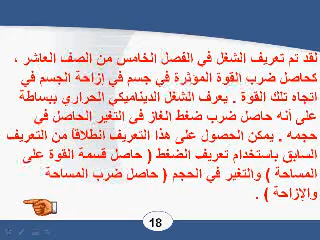 لقد تم تعريف الشغل في الفصل الخامس من الصف العاشر ،
كحاصل ضرب القوة المؤثرة في جسم في إزاحة الجسم في
اتجاه تلك القوة . يعرف الشغل الديناميكي الحراري ببساطة
على أنه حاصل ضرب ضغط الغاز في التغير الحاصل في
حجمه . يمكن الحصول على هذا التعريف انطلاقاً من التعريف
السابق باستخدام تعريف الضغط ( حاصل قسمة القوة على
المساحة ) والتغير في الحجم ( حاصل ضرب المساحة
والإزاحة ) .
18